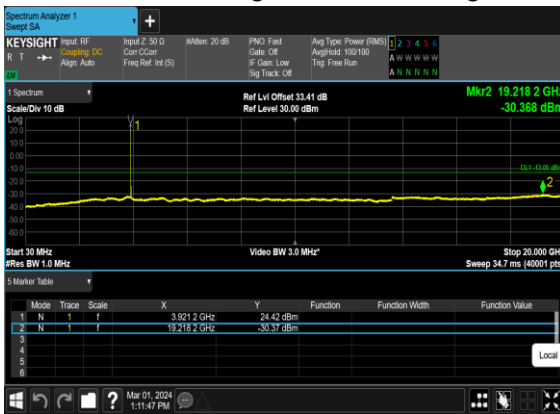 Spectrum Analyzer 1
Swept SA
+
KEYSIGHT Input: RF Input Z: 50 Ω #Atten: 20 dB PNO: Fast Avg Type: Power (RMS) 1 2 3 4 5 6
R T Coupling: DC Corr CCorr Gate: Off Avg|Hold: 100/100 A W W W W W
Align: Auto Freq Ref: Int (S) IF Gain: Low Trig: Free Run
Sig Track: Off A N N N N N
1 Spectrum Ref Lvl Offset 33.41 dB Mkr2 19.218 2 GHz
Scale/Div 10 dB Ref Level 30.00 dBm -30.368 dBm
Log
20.0
10.0
0.00
-10.0
-20.0
-30.0
-40.0
-50.0
-60.0
1
DL1 -13.00 dBm
2
Start 30 MHz Video BW 3.0 MHz* Stop 20.000 GH
#Res BW 1.0 MHz Sweep 34.7 ms (40001 pts
5 Marker Table
Mode Trace Scale X Y Function Function Width Function Value
1 N 1 f 3.921 2 GHz 24.42 dBm
2 N 1 f 19.218 2 GHz -30.37 dBm
3
4
5
6
Local
? Mar 01, 2024
1:11:47 PM